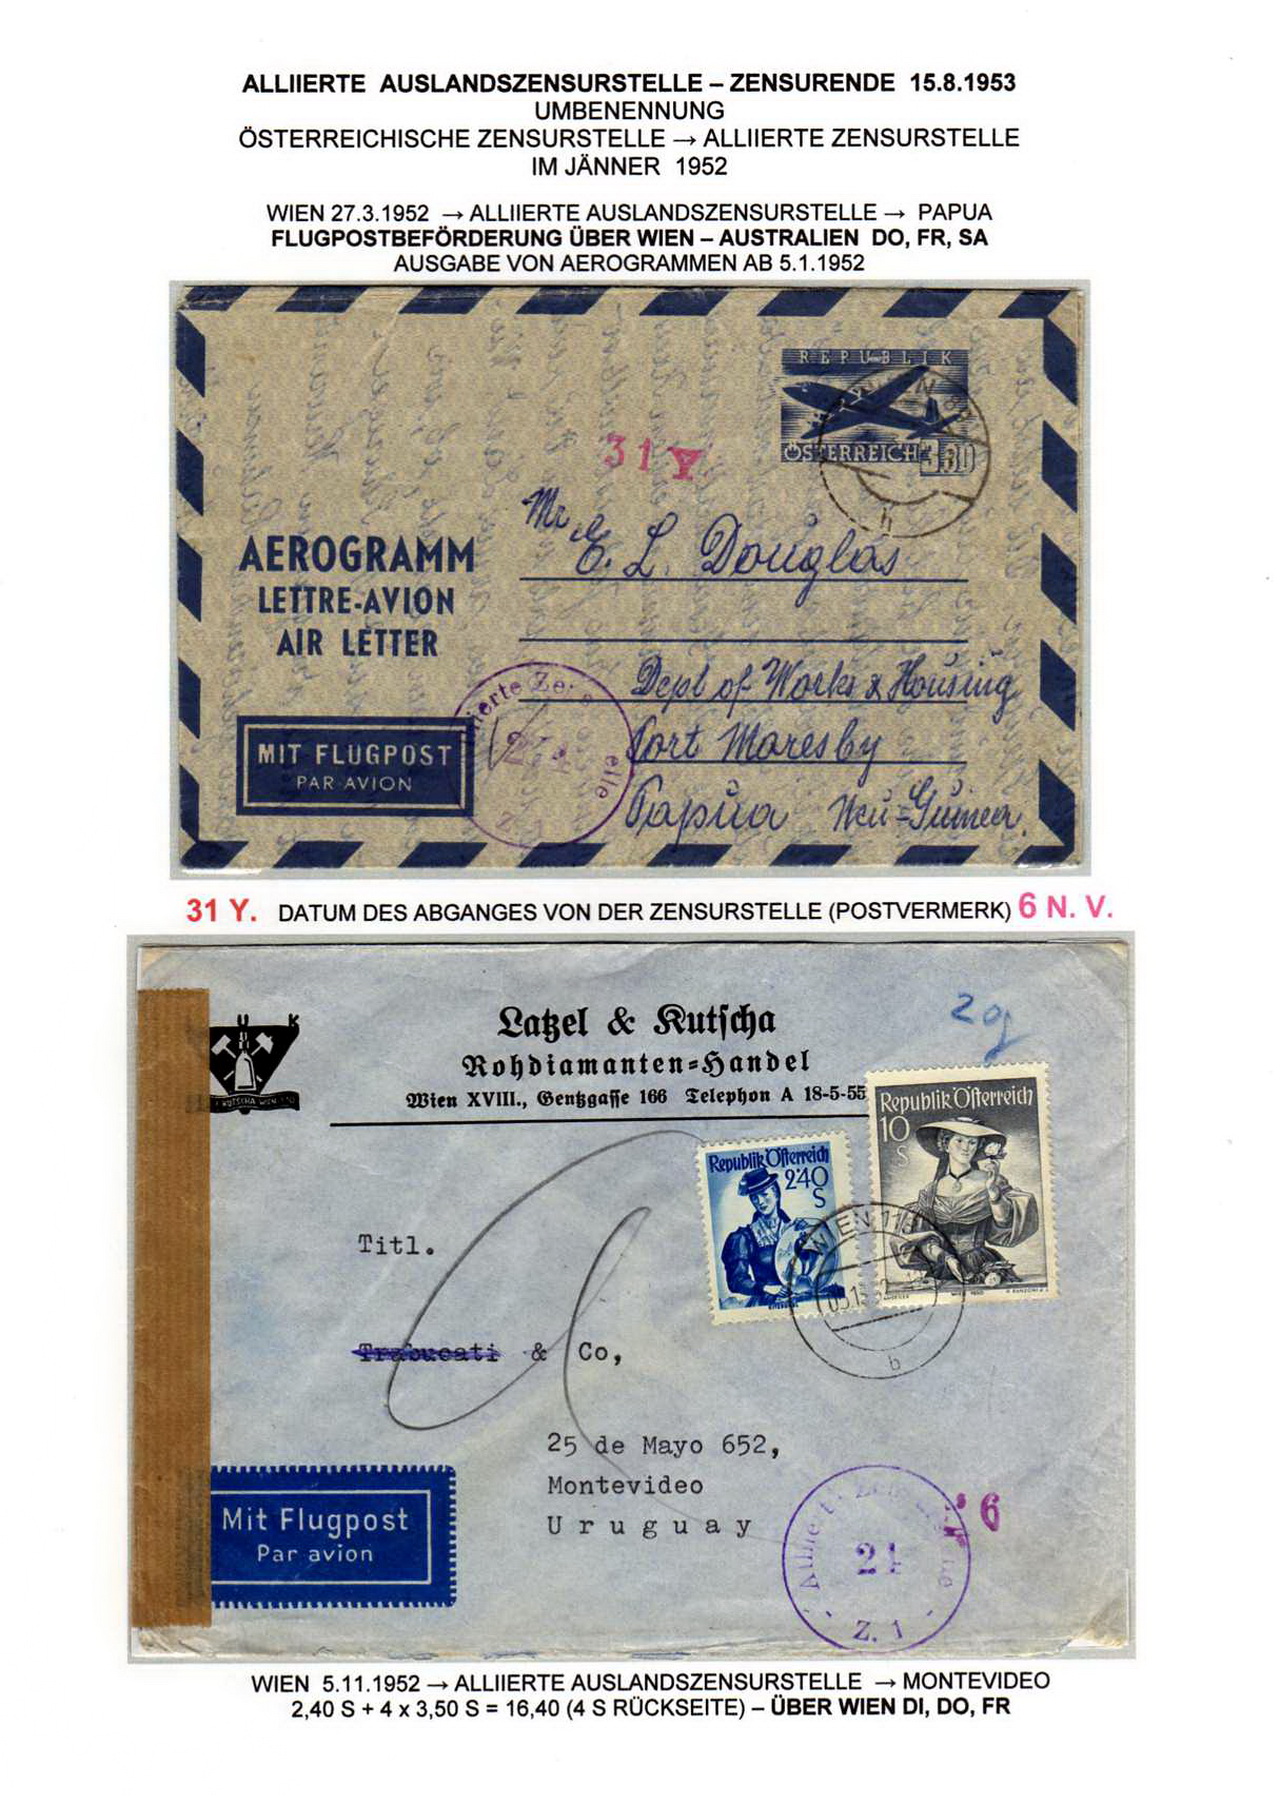 ALLIIERTE AUSLANDSZENSURSTELLE – ZENSURENDE 15.8.1953
UMBENENNUNG
ÖSTERREICHISCHE ZENSURSTELLE → ALLIIERTE ZENSURSTELLE
IM JÄNNER 1952
WIEN 27.3.1952 → ALLIIERTE AUSLANDSZENSURSTELLE → PAPUA
FLUGPOSTBEFÖRDERUNG ÜBER WIEN – AUSTRALIEN DO, FR, SA
AUSGABE VON AEROGRAMMEN AB 5.1.1952
REPUBLIK
ÖSTERREICH 3.80
31 Y
Mr. E. L. Douglas
AEROGRAMM
LETTRE-AVION
AIR LETTER
Dept of Works & Housing
MIT FLUGPOST
PAR AVION
Port Moresby
Papua Neu-Guinea.
31 Y. DATUM DES ABGANGES VON DER ZENSURSTELLE (POSTVERMERK) 6 N. V.
U K
Latzel & Kutscha
Rohdiamanten-Handel
Wien XVIII., Gentzgasse 166 Telephon A 18-5-55
2 g
Republik Österreich
2·40
S
Republik Österreich
10
S
WIEN 11
b
Titl.
Trabucati & Co,
25 de Mayo 652,
Montevideo
Uruguay
Mit Flugpost
Par avion
6
21
Z. 1
WIEN 5.11.1952 → ALLIIERTE AUSLANDSZENSURSTELLE → MONTEVIDEO
2,40 S + 4 x 3,50 S = 16,40 (4 S RÜCKSEITE) – ÜBER WIEN DI, DO, FR